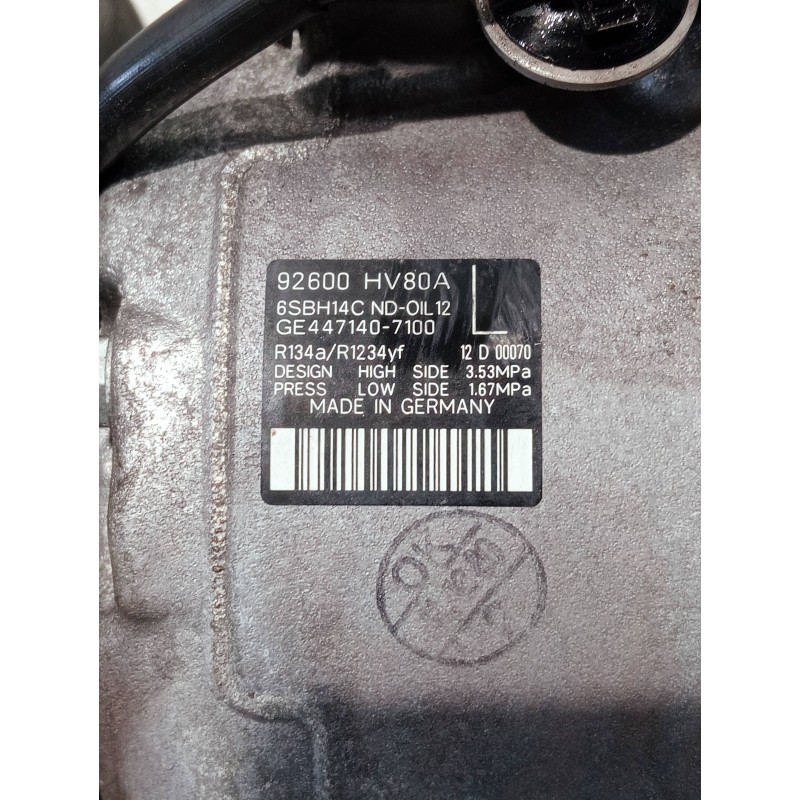 92600 HV80A
L
6SBH14C ND-OIL12
GE447140-7100
R134a/R1234yf 12 D 00070
DESIGN HIGH SIDE 3.53MPa
PRESS LOW SIDE 1.67MPa
MADE IN GERMANY
OK